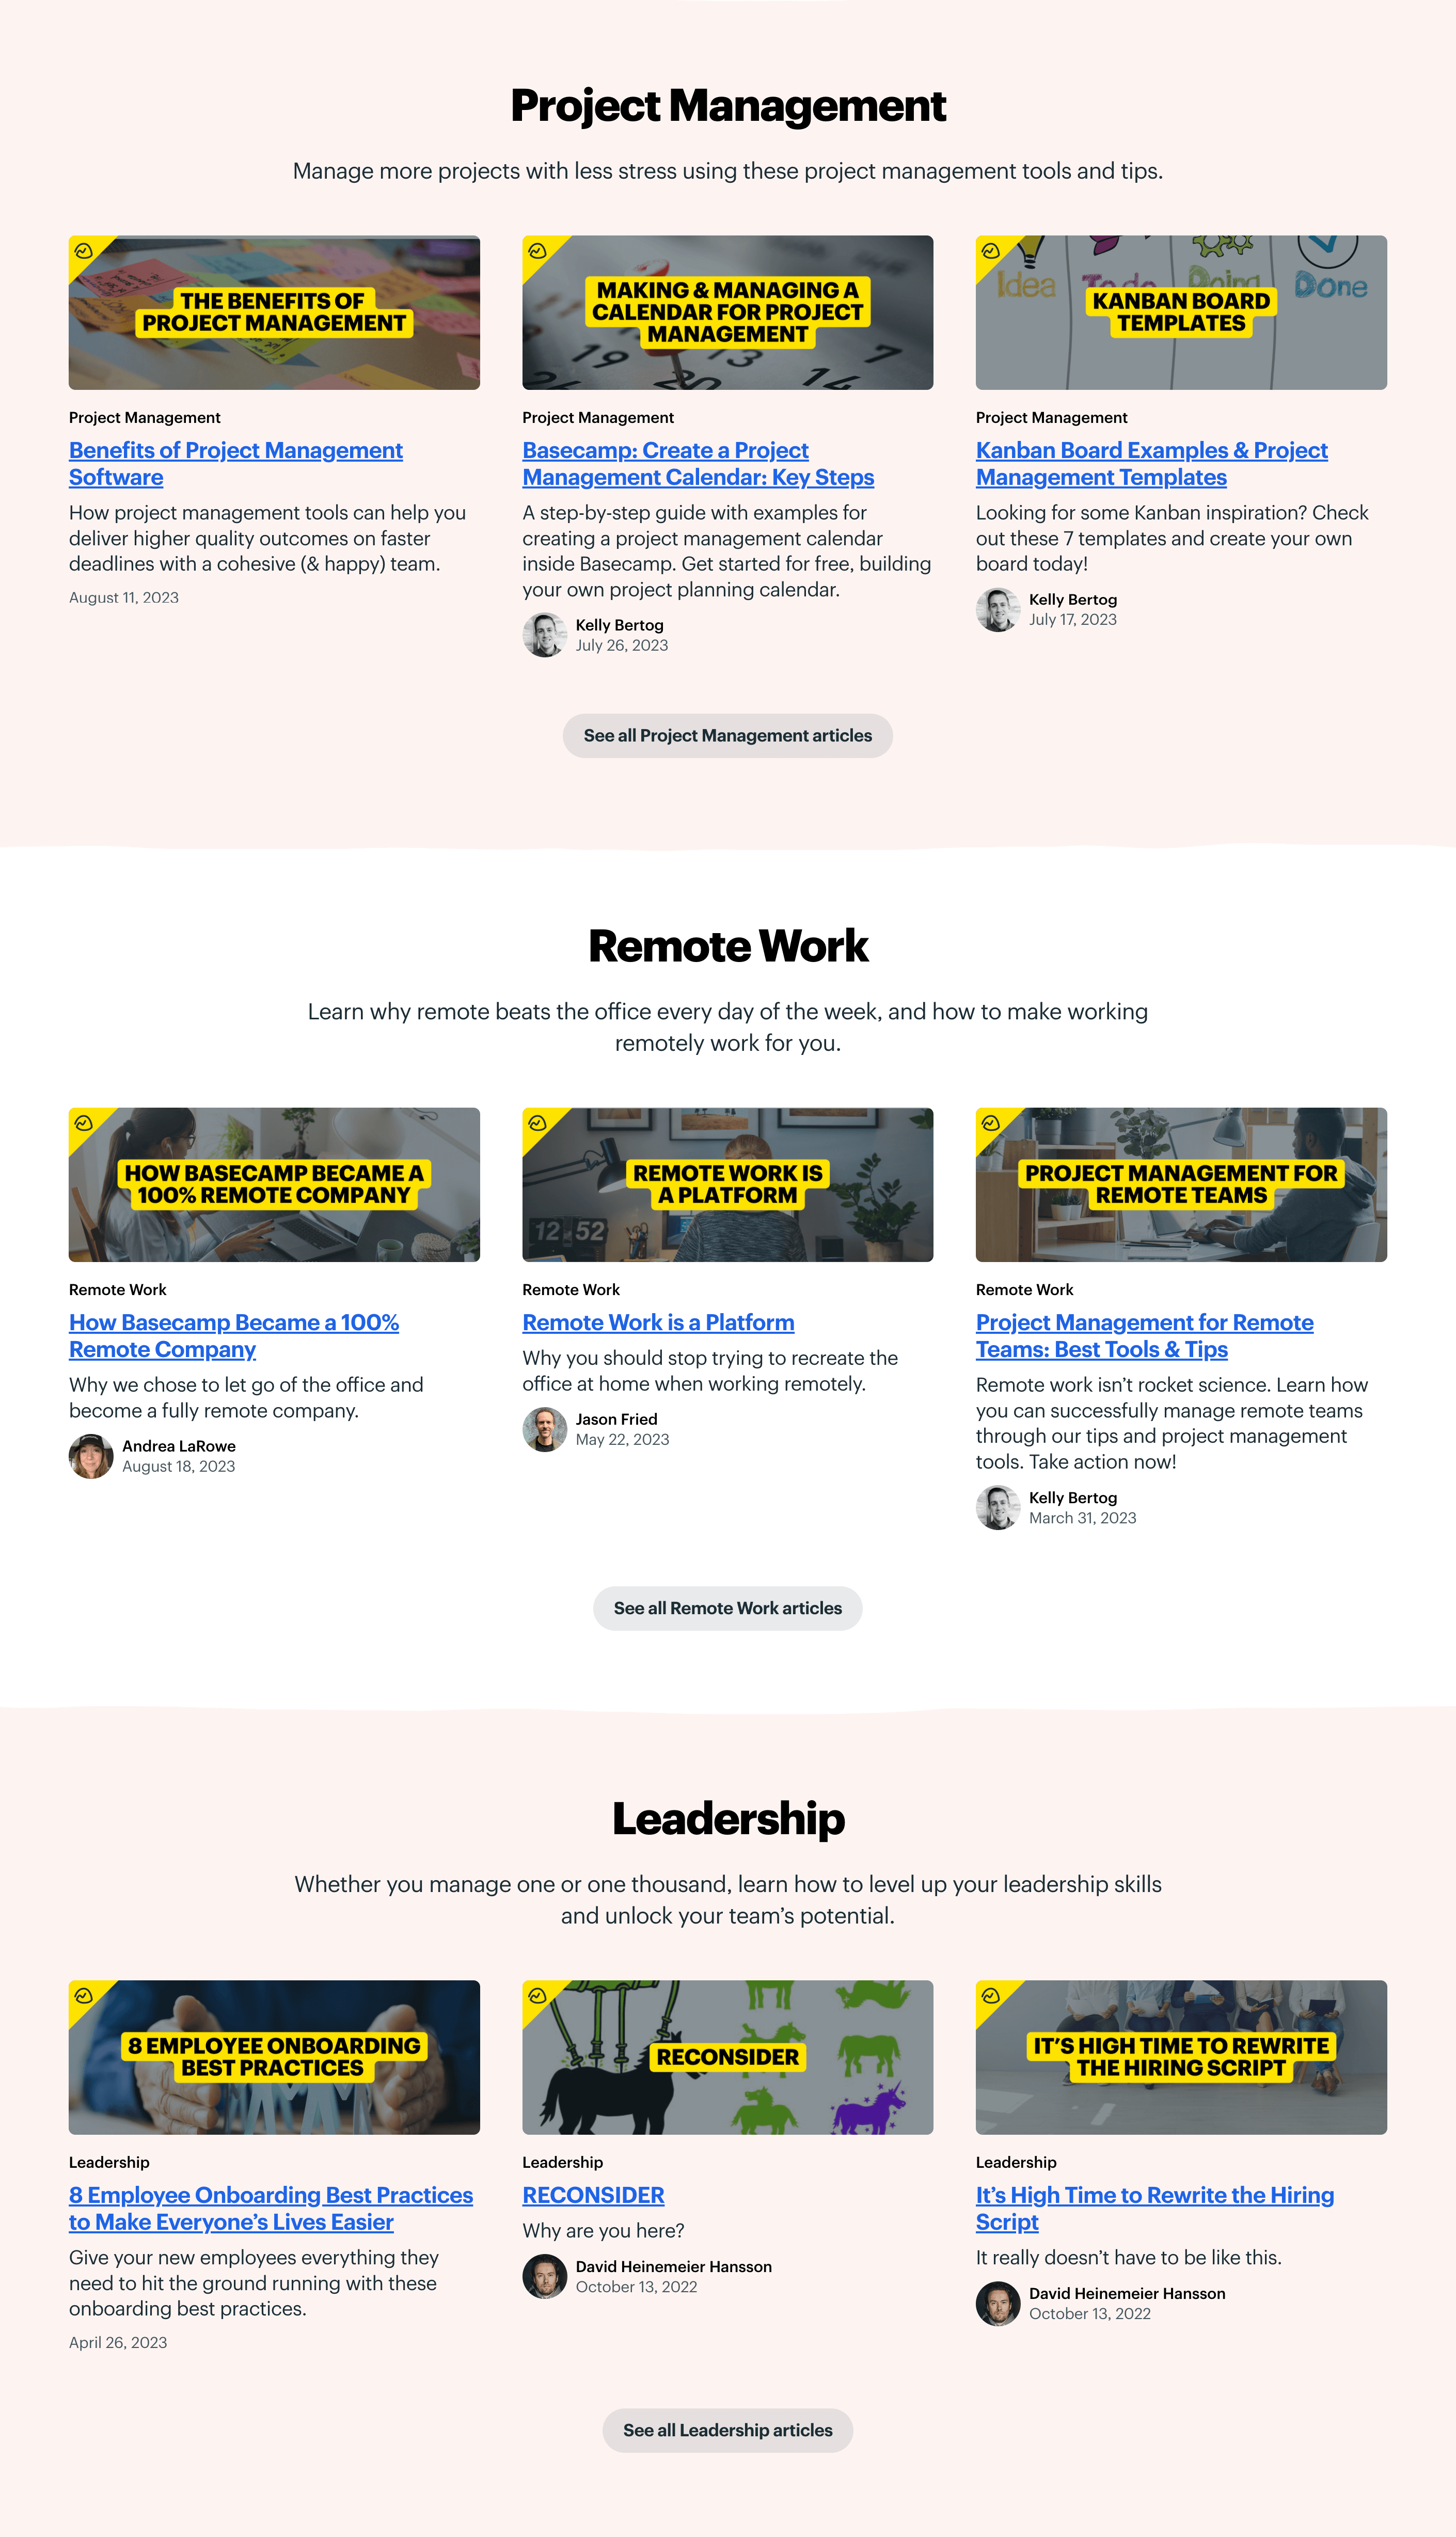 Project Management
Manage more projects with less stress using these project management tools and tips.
THE BENEFITS OF
PROJECT MANAGEMENT
Project Management
Benefits of Project Management
Software
How project management tools can help you
deliver higher quality outcomes on faster
deadlines with a cohesive (& happy) team.
August 11, 2023
MAKING & MANAGING A
CALENDAR FOR PROJECT
MANAGEMENT
19
13
7
20
14
Project Management
Basecamp: Create a Project
Management Calendar: Key Steps
A step-by-step guide with examples for
creating a project management calendar
inside Basecamp. Get started for free, building
your own project planning calendar.
Kelly Bertog
July 26, 2023
Idea
To do
Doing
Done
KANBAN BOARD
TEMPLATES
Project Management
Kanban Board Examples & Project
Management Templates
Looking for some Kanban inspiration? Check
out these 7 templates and create your own
board today!
Kelly Bertog
July 17, 2023
See all Project Management articles
Remote Work
Learn why remote beats the office every day of the week, and how to make working
remotely work for you.
HOW BASECAMP BECAME A
100% REMOTE COMPANY
Remote Work
How Basecamp Became a 100%
Remote Company
Why we chose to let go of the office and
become a fully remote company.
Andrea LaRowe
August 18, 2023
REMOTE WORK IS
A PLATFORM
12:52
Remote Work
Remote Work is a Platform
Why you should stop trying to recreate the
office at home when working remotely.
Jason Fried
May 22, 2023
PROJECT MANAGEMENT FOR
REMOTE TEAMS
Remote Work
Project Management for Remote
Teams: Best Tools & Tips
Remote work isn’t rocket science. Learn how
you can successfully manage remote teams
through our tips and project management
tools. Take action now!
Kelly Bertog
March 31, 2023
See all Remote Work articles
Leadership
Whether you manage one or one thousand, learn how to level up your leadership skills
and unlock your team’s potential.
8 EMPLOYEE ONBOARDING
BEST PRACTICES
Leadership
8 Employee Onboarding Best Practices
to Make Everyone’s Lives Easier
Give your new employees everything they
need to hit the ground running with these
onboarding best practices.
April 26, 2023
RECONSIDER
Leadership
RECONSIDER
Why are you here?
David Heinemeier Hansson
October 13, 2022
IT’S HIGH TIME TO REWRITE
THE HIRING SCRIPT
Leadership
It’s High Time to Rewrite the Hiring
Script
It really doesn’t have to be like this.
David Heinemeier Hansson
October 13, 2022
See all Leadership articles